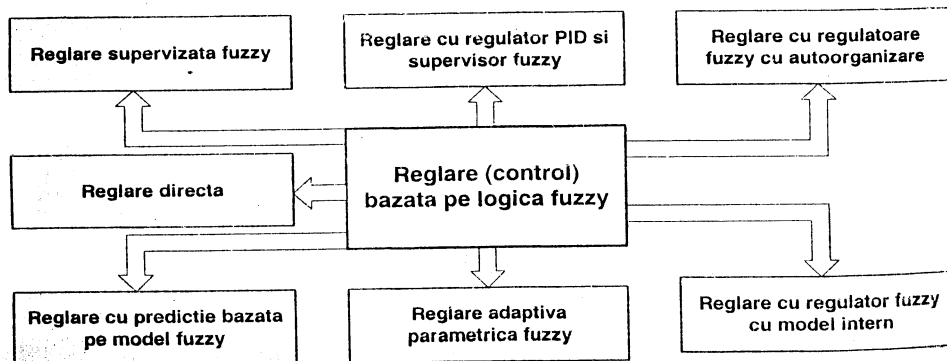 Reglare supervizata fuzzy
Reglare cu regulator PID si
supervisor fuzzy
Reglare cu regulatoare
fuzzy cu autoorganizare
Reglare directa
Reglare (control)
bazata pe logica fuzzy
Reglare cu predictie bazata
pe model fuzzy
Reglare adaptiva
parametrica fuzzy
Reglare cu regulator fuzzy
cu model intern